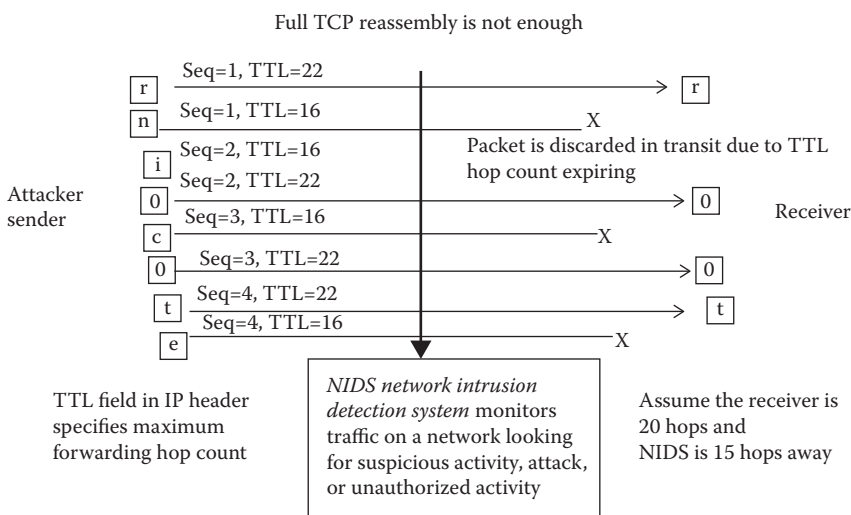 Full TCP reassembly is not enough
r
Seq=1, TTL=22
r
n
Seq=1, TTL=16
X
i
Seq=2, TTL=16
Packet is discarded in transit due to TTL
hop count expiring
0
Seq=2, TTL=22
0
Attacker
sender
Receiver
c
Seq=3, TTL=16
X
0
Seq=3, TTL=22
0
t
Seq=4, TTL=22
t
e
Seq=4, TTL=16
X
TTL field in IP header
specifies maximum
forwarding hop count
NIDS network intrusion
detection system monitors
traffic on a network looking
for suspicious activity, attack,
or unauthorized activity
Assume the receiver is
20 hops and
NIDS is 15 hops away